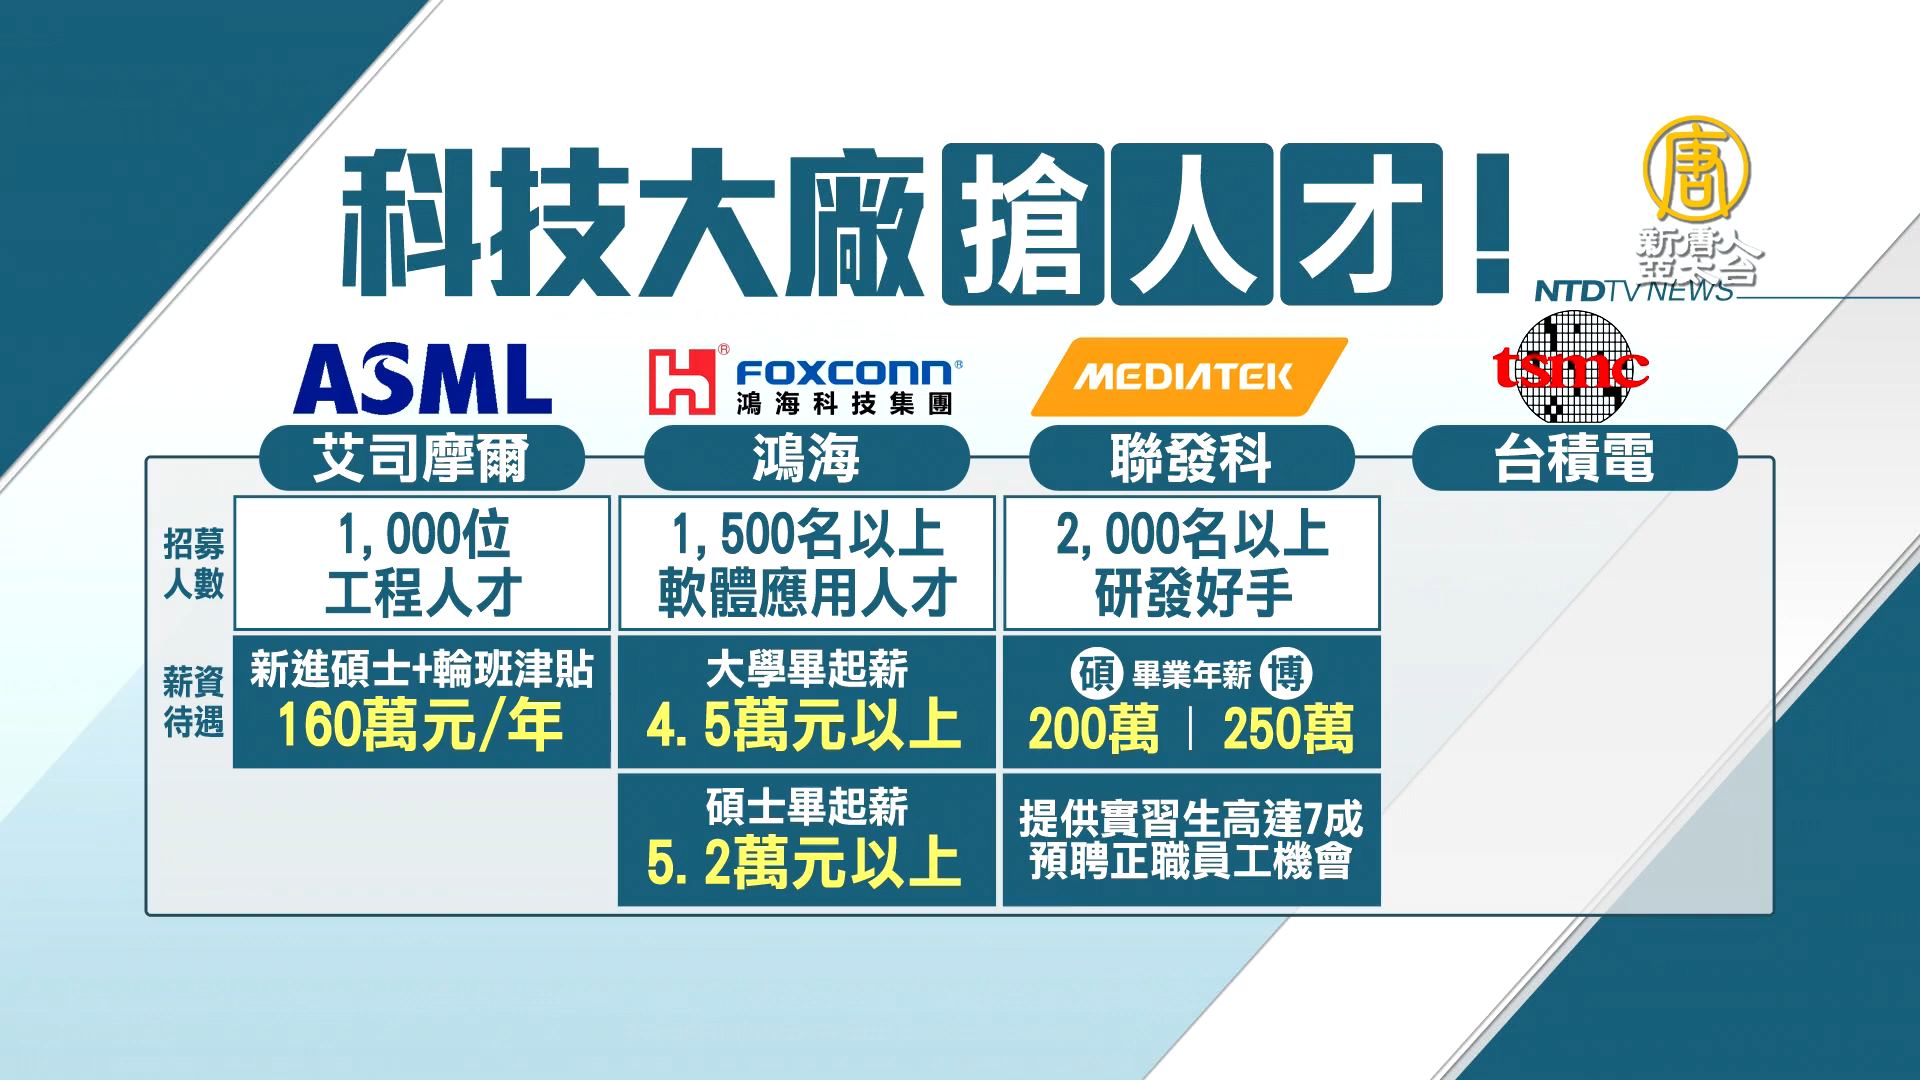 科技大廠搶人才!
新唐人
亞太台
NTDTV NEWS
ASML
FOXCONN®
鴻海科技集團
MEDIATEK
tsmc
艾司摩爾
鴻海
聯發科
台積電
招募
人數
1,000位
工程人才
1,500名以上
軟體應用人才
2,000名以上
研發好手
薪資
待遇
新進碩士+輪班津貼
160萬元/年
大學畢起薪
4.5萬元以上
碩 畢業年薪 博
200萬 | 250萬
碩士畢起薪
5.2萬元以上
提供實習生高達7成
預聘正職員工機會